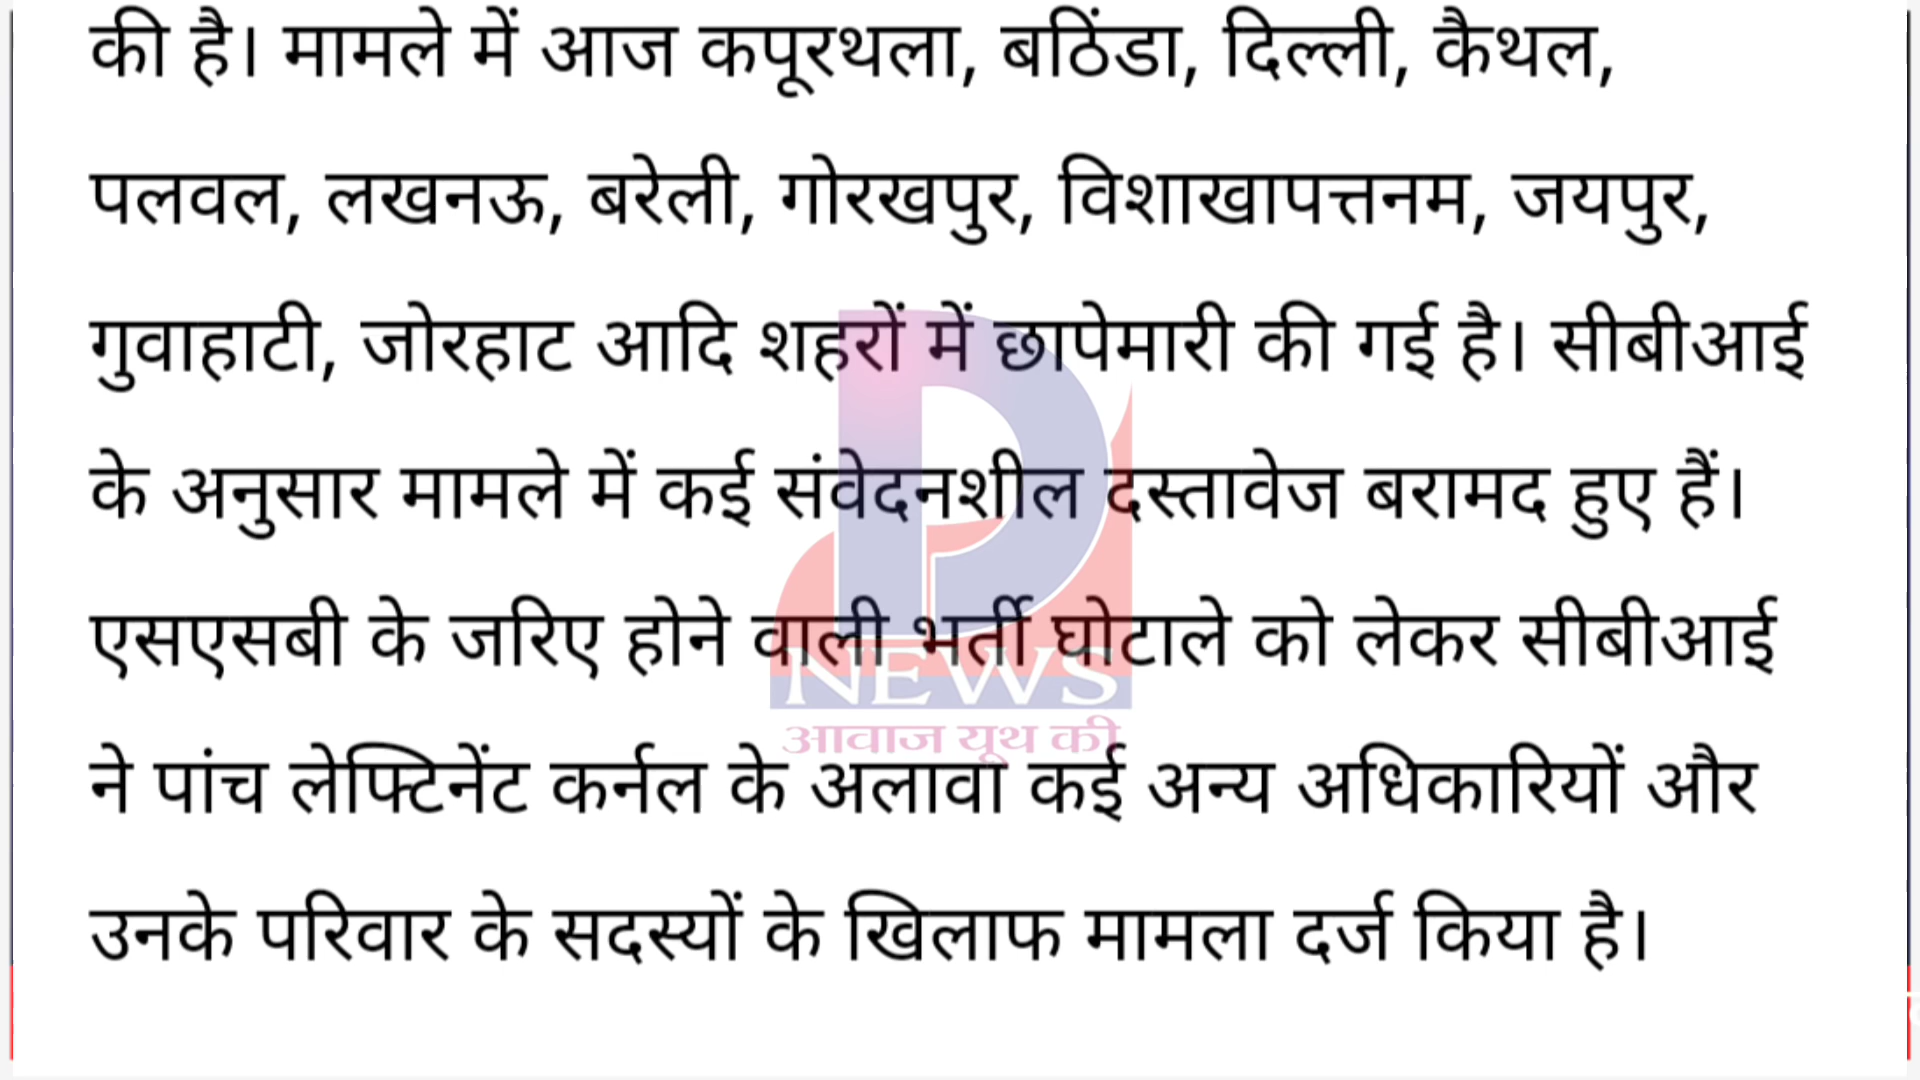 की है। मामले में आज कपूरथला, बठिंडा, दिल्ली, कैथल,
पलवल, लखनऊ, बरेली, गोरखपुर, विशाखापत्तनम, जयपुर,
गुवाहाटी, जोरहाट आदि शहरों में छापेमारी की गई है। सीबीआई
के अनुसार मामले में कई संवेदनशील दस्तावेज बरामद हुए हैं।
एसएसबी के जरिए होने वाली भर्ती घोटाले को लेकर सीबीआई
NEWS
आवाज यूथ की
ने पांच लेफ्टिनेंट कर्नल के अलावा कई अन्य अधिकारियों और
उनके परिवार के सदस्यों के खिलाफ मामला दर्ज किया है।